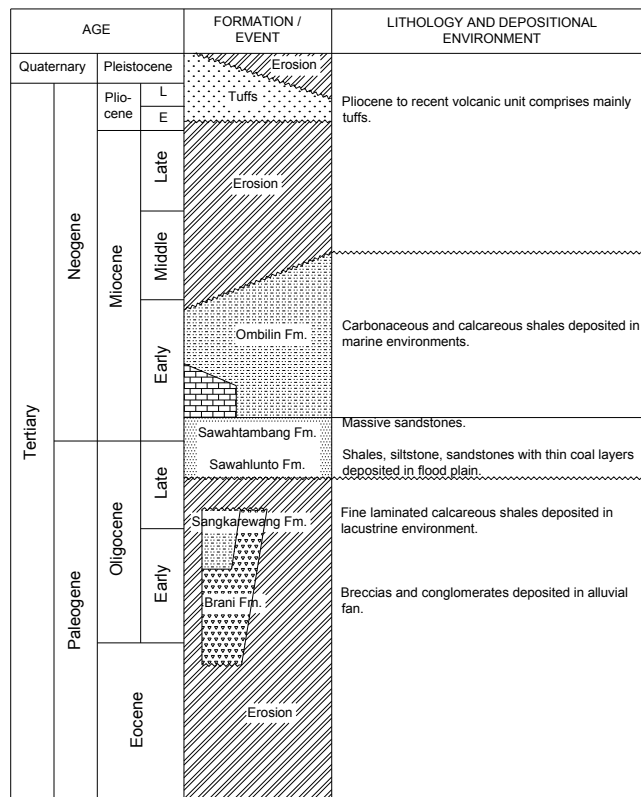 AGE
FORMATION /
EVENT
LITHOLOGY AND DEPOSITIONAL
ENVIRONMENT
Quaternary
Pleistocene
Erosion
Tertiary
Neogene
Plio-
cene
L
E
Tuffs
Pliocene to recent volcanic unit comprises mainly
tuffs.
Miocene
Late
Middle
Early
Erosion
Ombilin Fm.
Carbonaceous and calcareous shales deposited in
marine environments.
Sawahtambang Fm.
Massive sandstones.
Sawahlunto Fm.
Shales, siltstone, sandstones with thin coal layers
deposited in flood plain.
Paleogene
Oligocene
Late
Early
Sangkarewang Fm.
Fine laminated calcareous shales deposited in
lacustrine environment.
Brani Fm.
Breccias and conglomerates deposited in alluvial
fan.
Eocene
Erosion